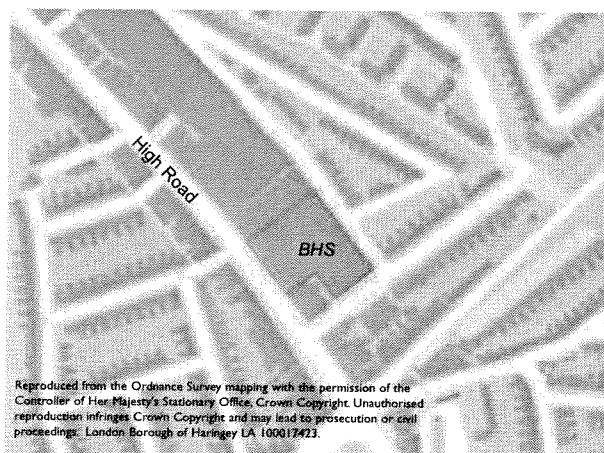 High Road
BHS
Reproduced from the Ordnance Survey mapping with the permission of the
Controller of Her Majesty's Stationary Office, Crown Copyright. Unauthorised
reproduction infringes Crown Copyright and may lead to prosecution or civil
proceedings. London Borough of Haringey LA 100017423.